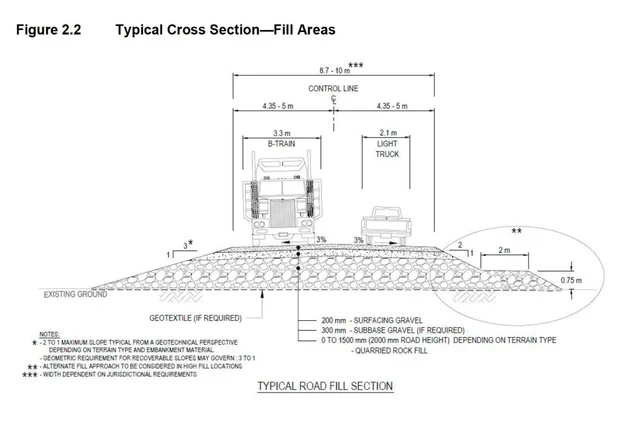 Figure 2.2 Typical Cross Section—Fill Areas
8.7 - 10 m ***
CONTROL LINE
℄
4.35 - 5 m 4.35 - 5 m
3.3 m 2.1 m
B-TRAIN LIGHT
TRUCK
3% 3%
1 3* 2 1
**
2 m
0.75 m
EXISTING GROUND
GEOTEXTILE (IF REQUIRED)
200 mm - SURFACING GRAVEL
300 mm - SUBBASE GRAVEL (IF REQUIRED)
0 TO 1500 mm (2000 mm ROAD HEIGHT) DEPENDING ON TERRAIN TYPE
- QUARRIED ROCK FILL
NOTES:
* - 2 TO 1 MAXIMUM SLOPE TYPICAL FROM A GEOTECHNICAL PERSPECTIVE
DEPENDING ON TERRAIN TYPE AND EMBANKMENT MATERIAL
- GEOMETRIC REQUIREMENT FOR RECOVERABLE SLOPES MAY GOVERN : 3 TO 1
** - ALTERNATE FILL APPROACH TO BE CONSIDERED IN HIGH FILL LOCATIONS
*** - WIDTH DEPENDENT ON JURISDICTIONAL REQUIREMENTS
TYPICAL ROAD FILL SECTION